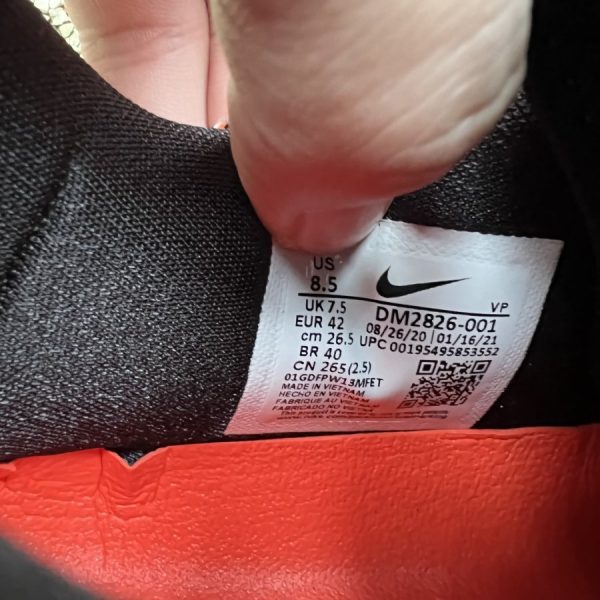 US
8.5
UK 7.5
EUR 42
cm 26.5
BR 40
CN 265 (2.5)
VP
DM2826-001
08/26/20 01/16/21
UPC 00195495853552
01GDFPW13MFET
MADE IN VIETNAM
HECHO EN VIETNAM
FABRIQUE AU VIETNAM
FABRICADO NO VIETNAM